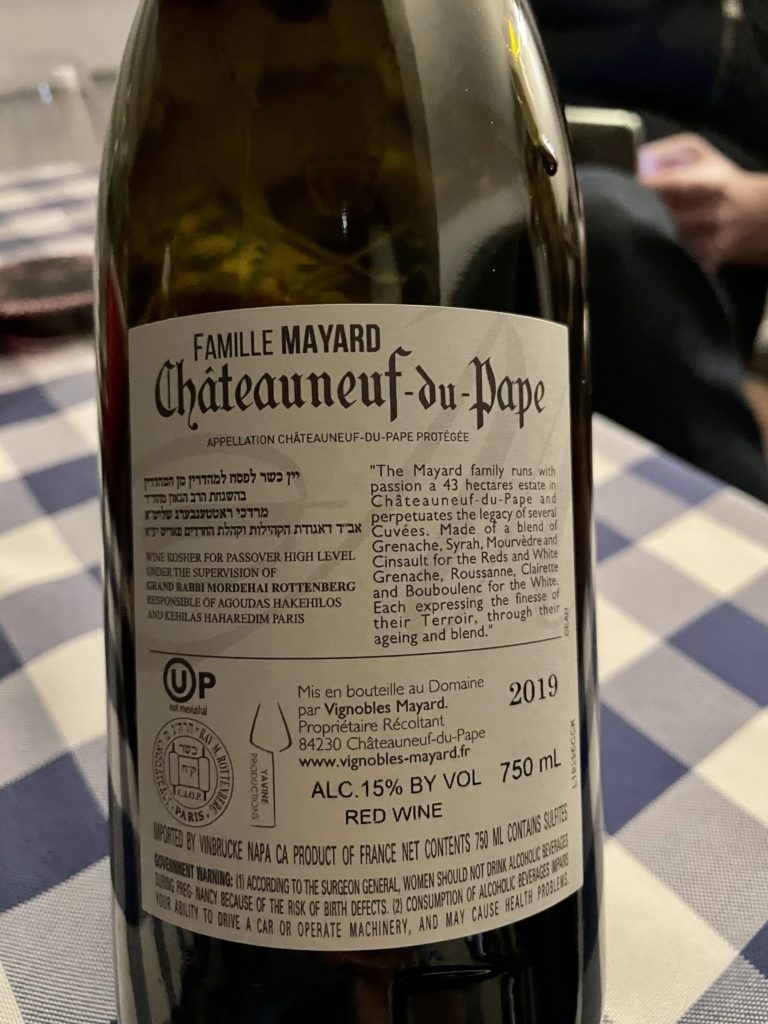 FAMILLE MAYARD
Châteauneuf-du-Pape
APPELLATION CHÂTEAUNEUF-DU-PAPE PROTÉGÉE
יין כשר לפסח למהדרין מן המהדרין
בהשגחת הרב הגאון מהור"ד
מרדכי ראטטענבערג שליט"א
אב"ד דאגודת הקהילות וקהלת החרדים פאריס יע"א
WINE KOSHER FOR PASSOVER HIGH LEVEL
UNDER THE SUPERVISION OF
GRAND RABBI MORDEHAI ROTTENBERG
RESPONSIBLE OF AGOUDAS HAKEHILOS
AND KEHILAS HAHAREDIM PARIS
"The Mayard family runs with
passion a 43 hectares estate in
Châteauneuf-du-Pape and
perpetuates the legacy of several
Cuvées. Made of a blend of
Grenache, Syrah, Mourvèdre and
Cinsault for the Reds and White
Grenache, Roussanne, Clairette
and Bouboulenc for the White.
Each expressing the finesse of
their Terroir, through their
ageing and blend."
UP
not mevushal
RAV M. ROTTENBERG
כשר
C.I.O.P.
PARIS
YAVINE
PRODUCTIONS
Mis en bouteille au Domaine
par Vignobles Mayard.
Propriétaire Récoltant
84230 Châteauneuf-du-Pape
www.vignobles-mayard.fr
2019
ALC.15% BY VOL
750 mL
RED WINE
IMPORTED BY VINBRUCKE NAPA CA PRODUCT OF FRANCE NET CONTENTS 750 ML CONTAINS SULFITES
GOVERNMENT WARNING: (1) ACCORDING TO THE SURGEON GENERAL, WOMEN SHOULD NOT DRINK ALCOHOLIC BEVERAGES
DURING PREG- NANCY BECAUSE OF THE RISK OF BIRTH DEFECTS. (2) CONSUMPTION OF ALCOHOLIC BEVERAGES IMPAIRS
YOUR ABILITY TO DRIVE A CAR OR OPERATE MACHINERY, AND MAY CAUSE HEALTH PROBLEMS.